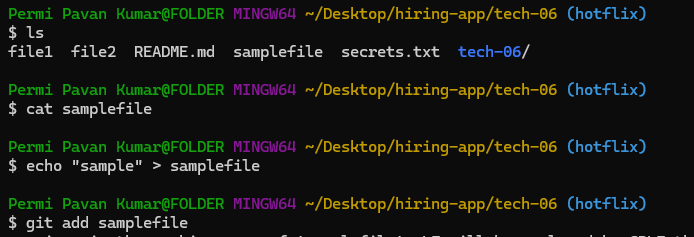 Permi Pavan Kumar@FOLDER MINGW64 ~/Desktop/hiring-app/tech-06 (hotflix)
$ ls
file1  file2  README.md  samplefile  secrets.txt  tech-06/
Permi Pavan Kumar@FOLDER MINGW64 ~/Desktop/hiring-app/tech-06 (hotflix)
$ cat samplefile
Permi Pavan Kumar@FOLDER MINGW64 ~/Desktop/hiring-app/tech-06 (hotflix)
$ echo "sample" > samplefile
Permi Pavan Kumar@FOLDER MINGW64 ~/Desktop/hiring-app/tech-06 (hotflix)
$ git add samplefile